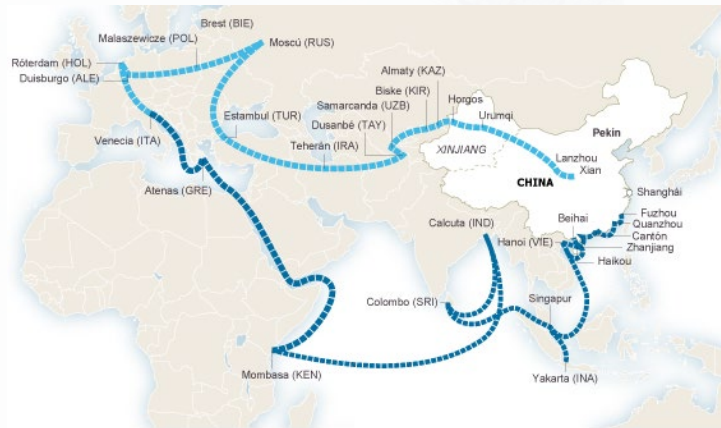 Brest (BIE)
Malaszewicze (POL)
Moscú (RUS)
Róterdam (HOL)
Duisburgo (ALE)
Almaty (KAZ)
Biske (KIR)
Horgos
Samarcanda (UZB)
Urumqi
Estambul (TUR)
Dusanbé (TAY)
Pekin
Venecia (ITA)
Teherán (IRA)
XINJIANG
Lanzhou
Xian
CHINA
Atenas (GRE)
Shanghái
Fuzhou
Beihai
Quanzhou
Calcuta (IND)
Cantón
Hanoi (VIE)
Zhanjiang
Haikou
Colombo (SRI)
Singapur
Mombasa (KEN)
Yakarta (INA)